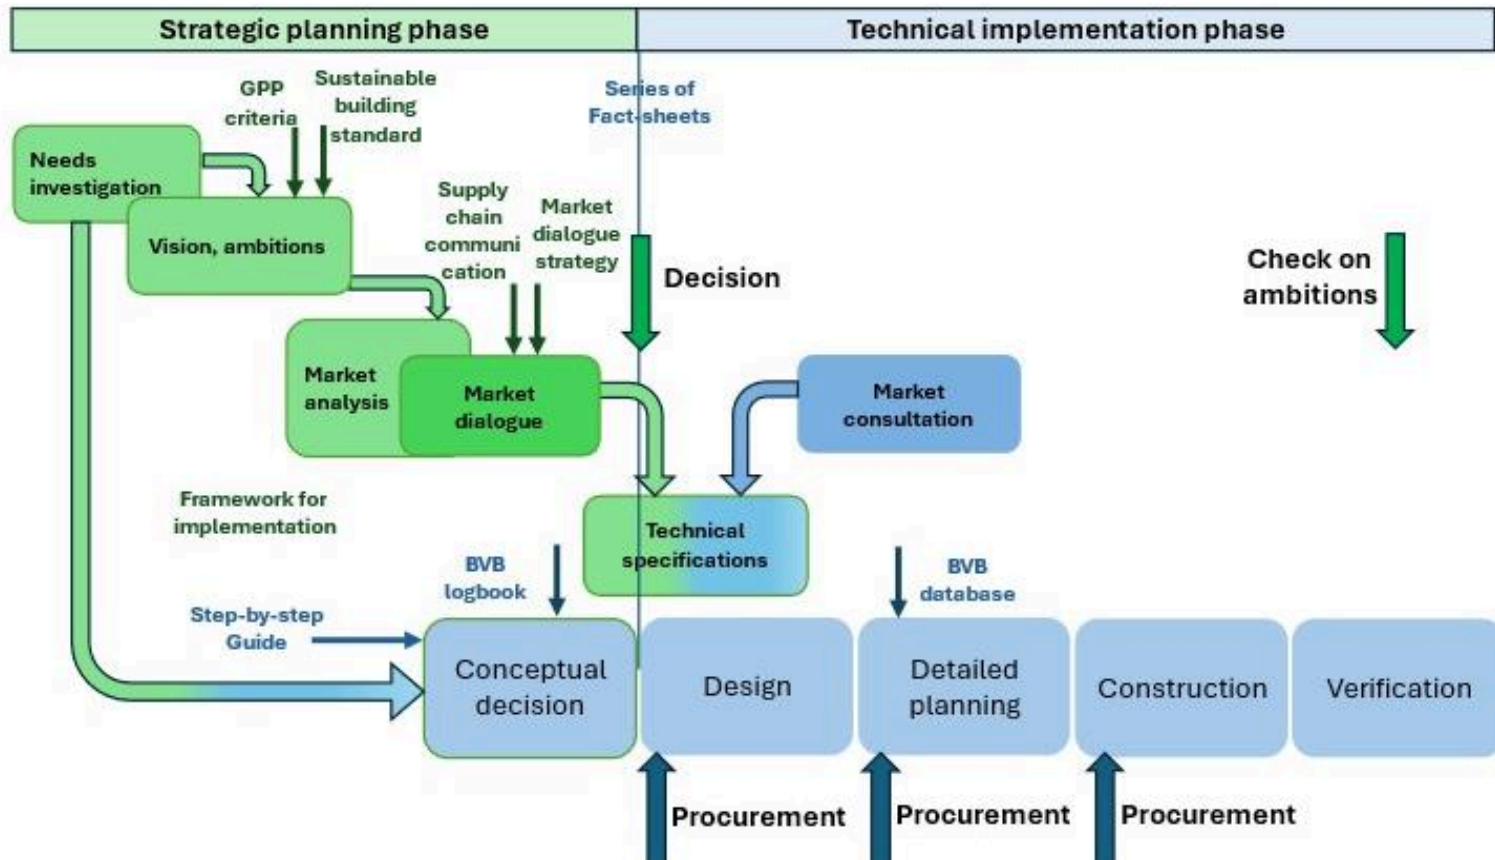 Strategic planning phase
Technical implementation phase
GPP
criteria
Sustainable
building
standard
Series of
Fact-sheets
Needs
investigation
Vision, ambitions
Supply
chain
communi
cation
Market
dialogue
strategy
Decision
Check on
ambitions
Market
analysis
Market
dialogue
Market
consultation
Framework for
implementation
Technical
specifications
BVB
logbook
BVB
database
Step-by-step
Guide
Conceptual
decision
Design
Detailed
planning
Construction
Verification
Procurement
Procurement
Procurement